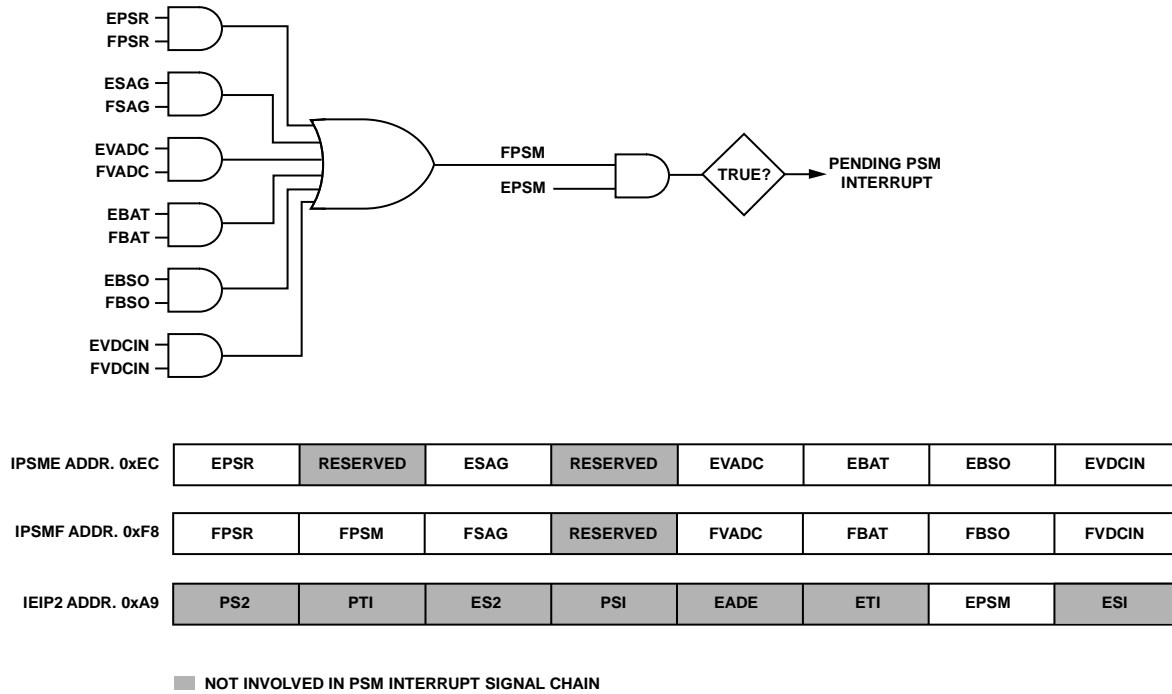 EPSR
FPSR
ESAG
FSAG
EVADC
FVADC
FPSM
TRUE?
PENDING PSM
INTERRUPT
EPSM
EBAT
FBAT
EBSO
FBSO
EVDCIN
FVDCIN
IPSME ADDR. 0xEC EPSR RESERVED ESAG RESERVED EVADC EBAT EBSO EVDCIN
IPSMF ADDR. 0xF8 FPSR FPSM FSAG RESERVED FVADC FBAT FBSO FVDCIN
IEIP2 ADDR. 0xA9 PS2 PTI ES2 PSI EADE ETI EPSM ESI
NOT INVOLVED IN PSM INTERRUPT SIGNAL CHAIN